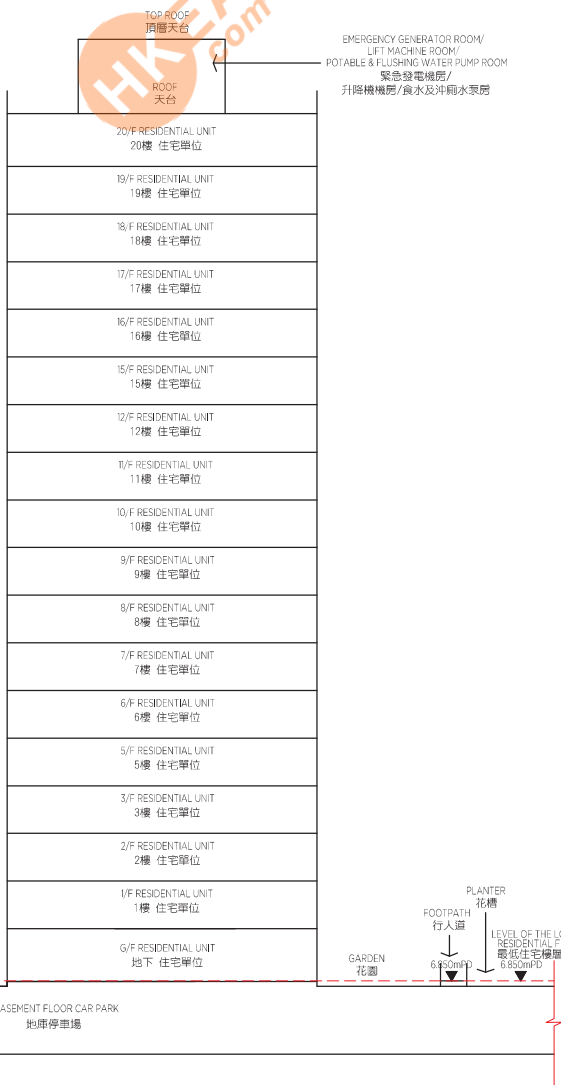 TOP ROOF
頂層天台
HKEA
com
EMERGENCY GENERATOR ROOM/
LIFT MACHINE ROOM/
POTABLE & FLUSHING WATER PUMP ROOM
緊急發電機房/
升降機機房/食水及沖廁水泵房
ROOF
天台
20/F RESIDENTIAL UNIT
20樓 住宅單位
19/F RESIDENTIAL UNIT
19樓 住宅單位
18/F RESIDENTIAL UNIT
18樓 住宅單位
17/F RESIDENTIAL UNIT
17樓 住宅單位
16/F RESIDENTIAL UNIT
16樓 住宅單位
15/F RESIDENTIAL UNIT
15樓 住宅單位
12/F RESIDENTIAL UNIT
12樓 住宅單位
11/F RESIDENTIAL UNIT
11樓 住宅單位
10/F RESIDENTIAL UNIT
10樓 住宅單位
9/F RESIDENTIAL UNIT
9樓 住宅單位
8/F RESIDENTIAL UNIT
8樓 住宅單位
7/F RESIDENTIAL UNIT
7樓 住宅單位
6/F RESIDENTIAL UNIT
6樓 住宅單位
5/F RESIDENTIAL UNIT
5樓 住宅單位
3/F RESIDENTIAL UNIT
3樓 住宅單位
2/F RESIDENTIAL UNIT
2樓 住宅單位
1/F RESIDENTIAL UNIT
1樓 住宅單位
G/F RESIDENTIAL UNIT
地下 住宅單位
GARDEN
花園
FOOTPATH
行人道
6.850mPD
PLANTER
花槽
LEVEL OF THE LO
RESIDENTIAL F
最低住宅樓層
6.850mPD
ASEMENT FLOOR CAR PARK
地庫停車場